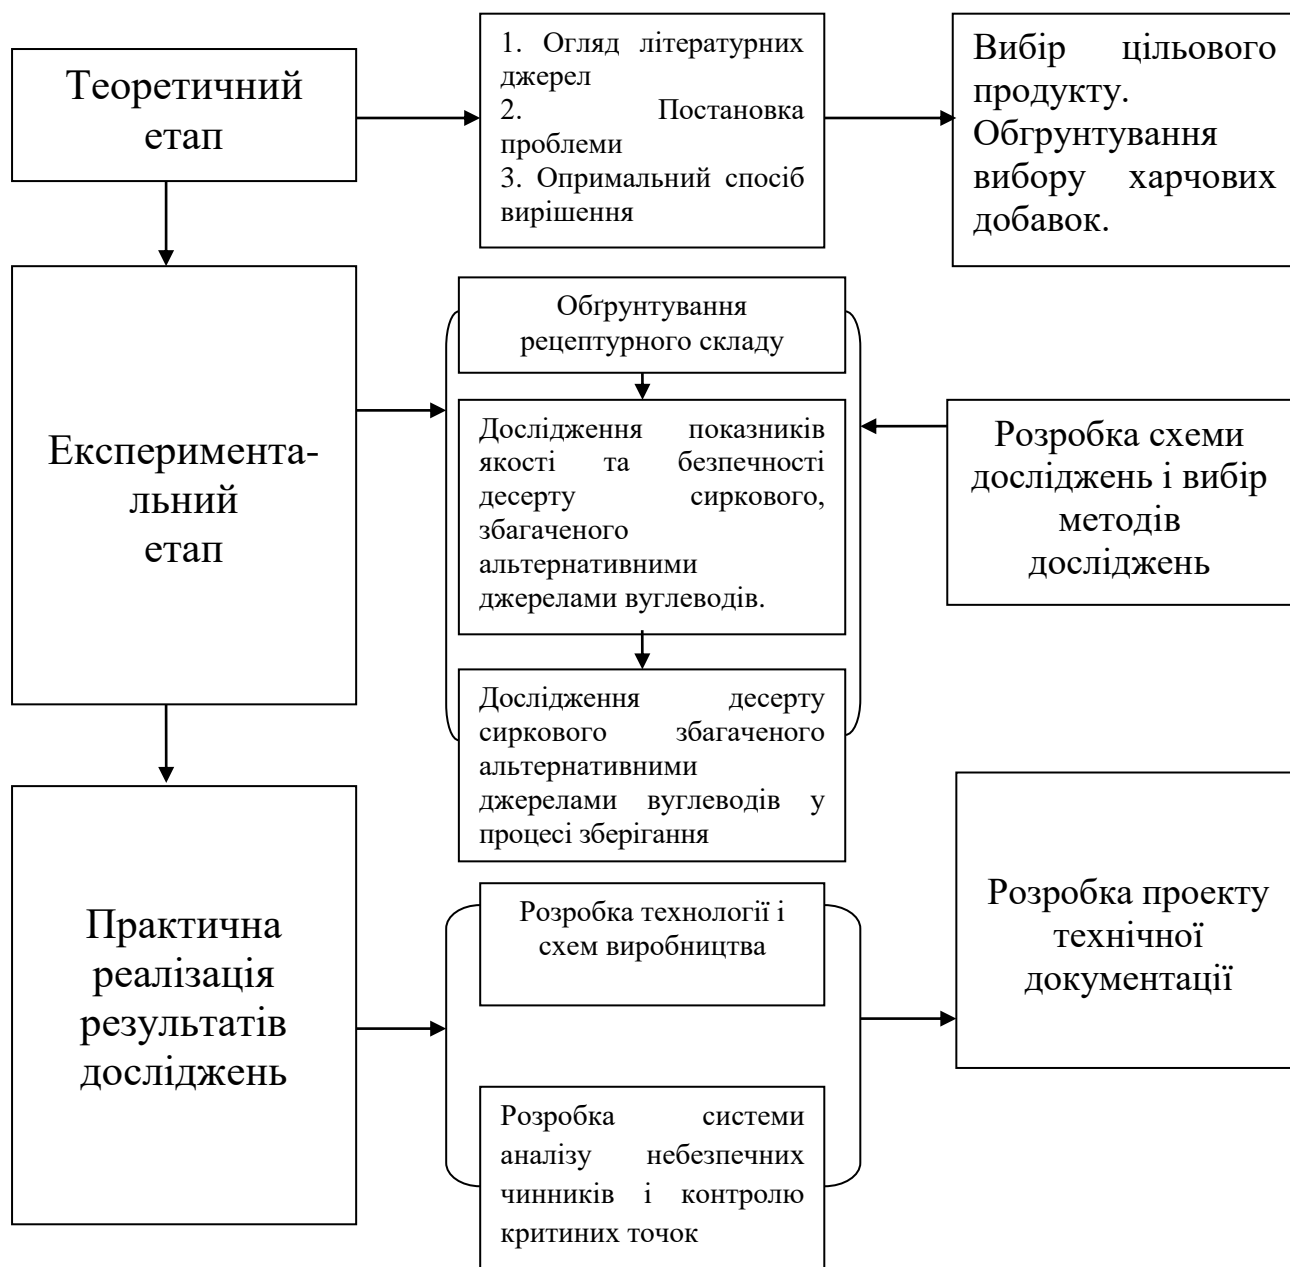 Теоретичний
етап
1. Огляд літературних
джерел
2. Постановка
проблеми
3. Опримальний спосіб
вирішення
Вибір цільового
продукту.
Обгрунтування
вибору харчових
добавок.
Експеримента-
льний
етап
Обґрунтування
рецептурного складу
Дослідження показників
якості та безпечності
десерту сиркового,
збагаченого
альтернативними
джерелами вуглеводів.
Дослідження десерту
сиркового збагаченого
альтернативними
джерелами вуглеводів у
процесі зберігання
Розробка схеми
досліджень і вибір
методів
досліджень
Практична
реалізація
результатів
досліджень
Розробка технології і
схем виробництва
Розробка системи
аналізу небезпечних
чинників і контролю
критиних точок
Розробка проекту
технічної
документації